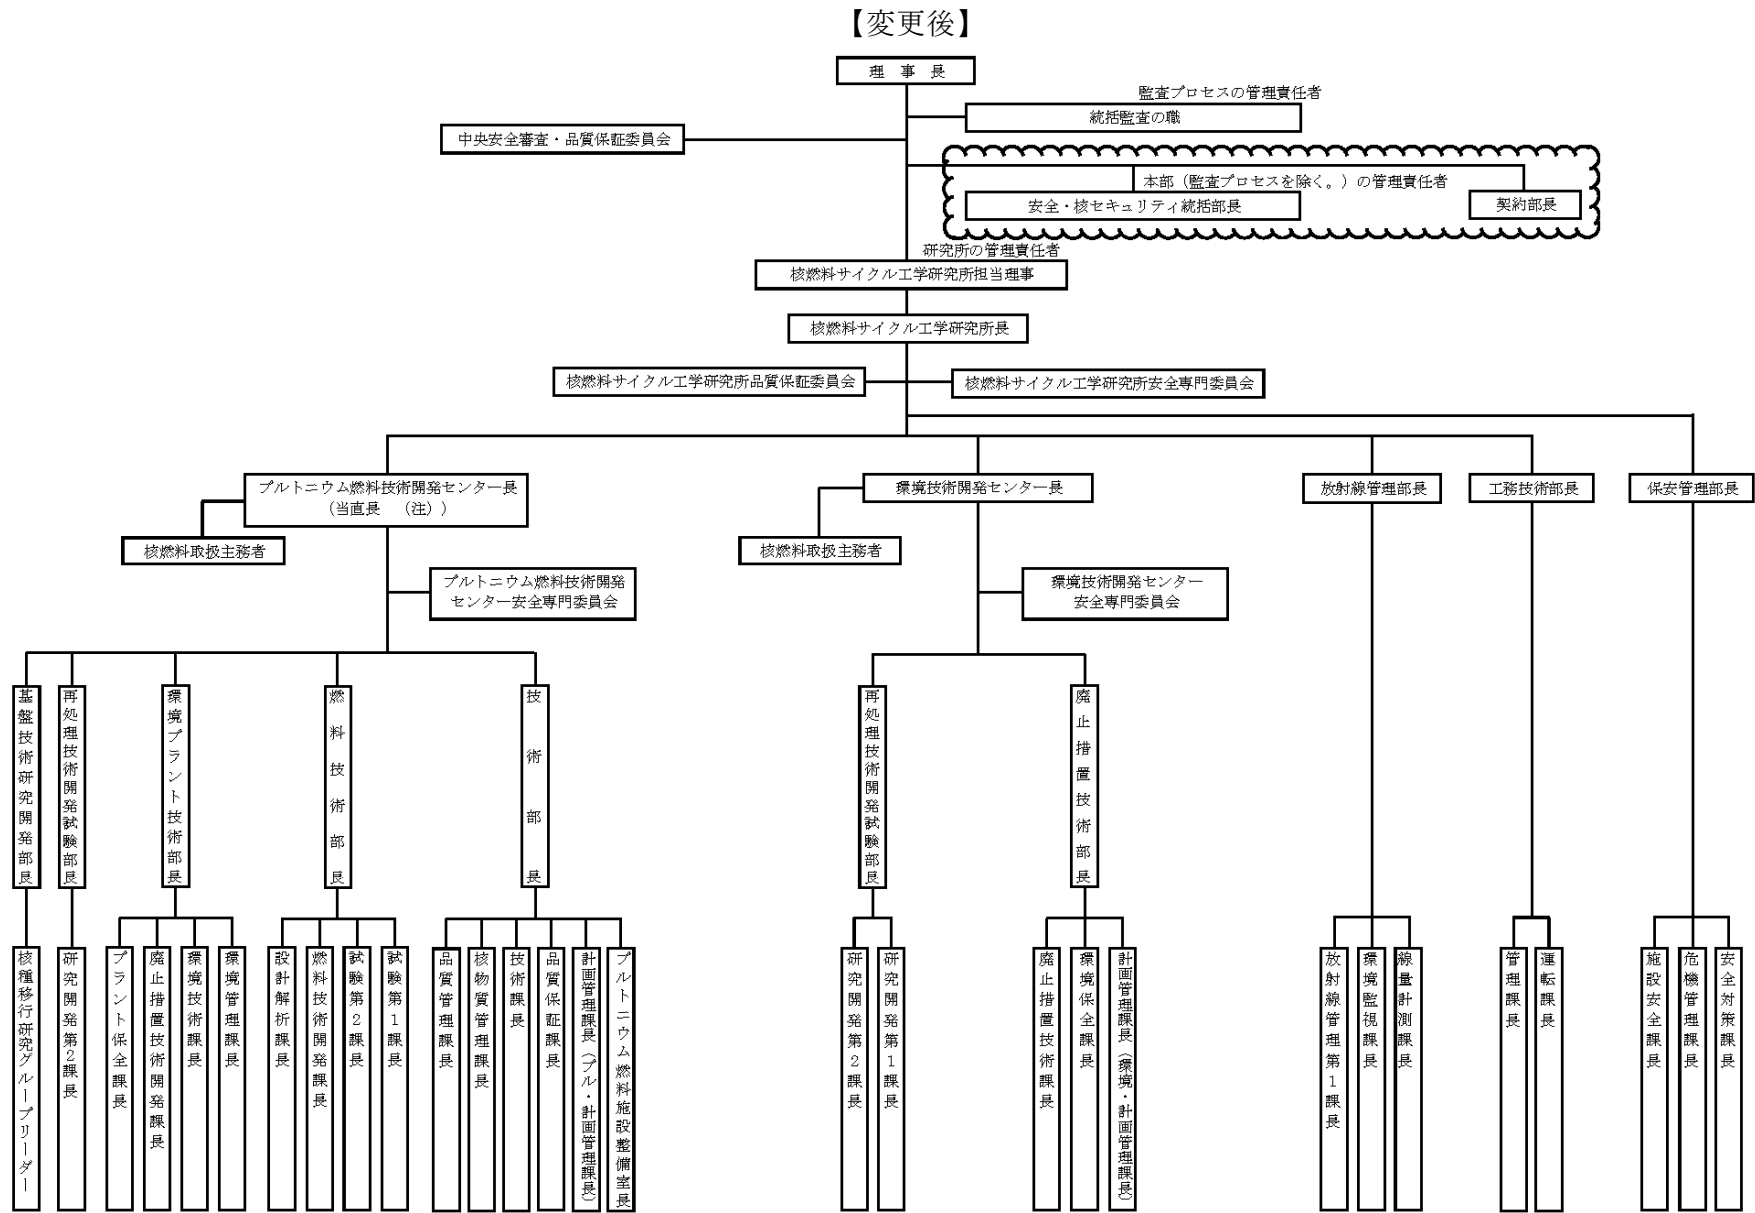 【変更後】
理 事 長
監査プロセスの管理責任者
統括監査の職
中央安全審査・品質保証委員会
本部（監査プロセスを除く。）の管理責任者
安全・核セキュリティ統括部長
契約部長
研究所の管理責任者
核燃料サイクル工学研究所担当理事
核燃料サイクル工学研究所長
核燃料サイクル工学研究所品質保証委員会
核燃料サイクル工学研究所安全専門委員会
プルトニウム燃料技術開発センター長
（当直長 （注））
環境技術開発センター長
放射線管理部長
工務技術部長
保安管理部長
核燃料取扱主務者
核燃料取扱主務者
プルトニウム燃料技術開発
センター安全専門委員会
環境技術開発センター
安全専門委員会
基盤技術研究開発部長
再処理技術開発試験部長
環境プラント技術部長
燃料技術部長
技術部長
再処理技術開発試験部長
廃止措置技術部長
核種移行研究グループリーダー
研究開発第2課長
プラント保全課長
廃止措置技術開発課長
環境技術課長
環境管理課長
設計解析課長
燃料技術開発課長
試験第2課長
試験第1課長
品質管理課長
核物質管理課長
技術課長
品質保証課長
計画管理課長（プル・計画管理課長）
プルトニウム燃料施設整備室長
研究開発第2課長
研究開発第1課長
廃止措置技術課長
環境保全課長
計画管理課長（環境・計画管理課長）
放射線管理第1課長
環境監視課長
線量計測課長
管理課長
運転課長
施設安全課長
危機管理課長
安全対策課長